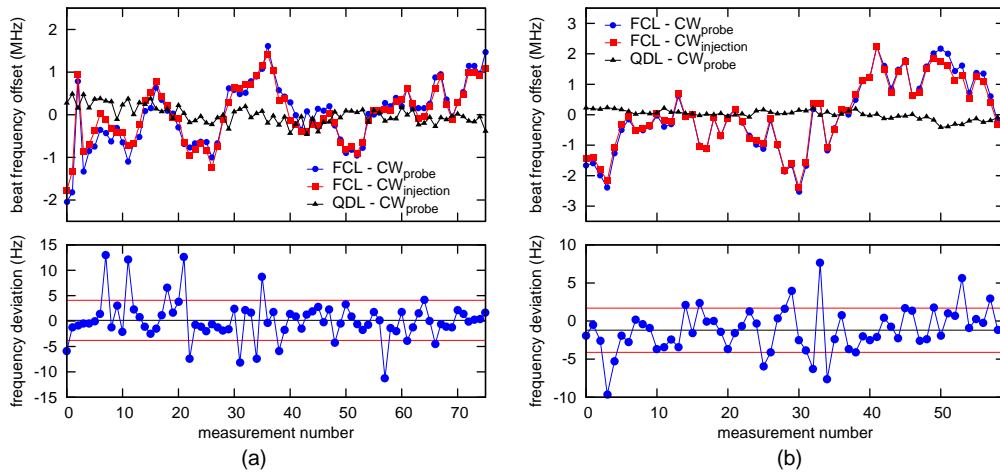 beat frequency offset (MHz)
2
1
0
-1
-2
FCL - CWprobe
FCL - CWinjection
QDL - CWprobe
frequency deviation (Hz)
15
10
5
0
-5
-10
-15
0 10 20 30 40 50 60 70
measurement number
(a)
beat frequency offset (MHz)
3
2
1
0
-1
-2
-3
FCL - CWprobe
FCL - CWinjection
QDL - CWprobe
frequency deviation (Hz)
10
5
0
-5
-10
0 10 20 30 40 50
measurement number
(b)